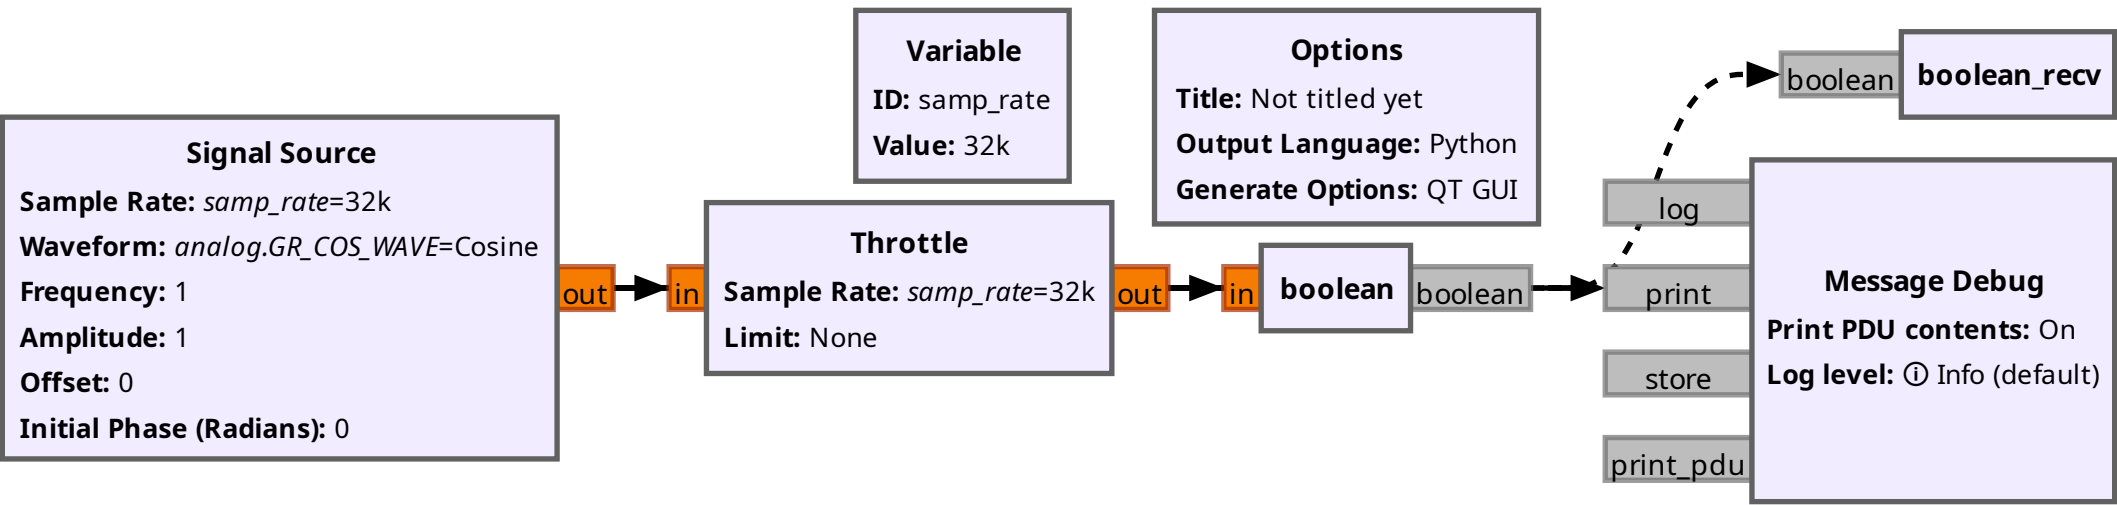 Variable
ID: samp_rate
Value: 32k
Options
Title: Not titled yet
Output Language: Python
Generate Options: QT GUI
boolean
boolean_recv
Signal Source
Sample Rate: samp_rate=32k
Waveform: analog.GR_COS_WAVE=Cosine
Frequency: 1
Amplitude: 1
Offset: 0
Initial Phase (Radians): 0
out
in
Throttle
Sample Rate: samp_rate=32k
Limit: None
out
in
boolean
boolean
log
print
store
print_pdu
Message Debug
Print PDU contents: On
Log level: ⓘ Info (default)